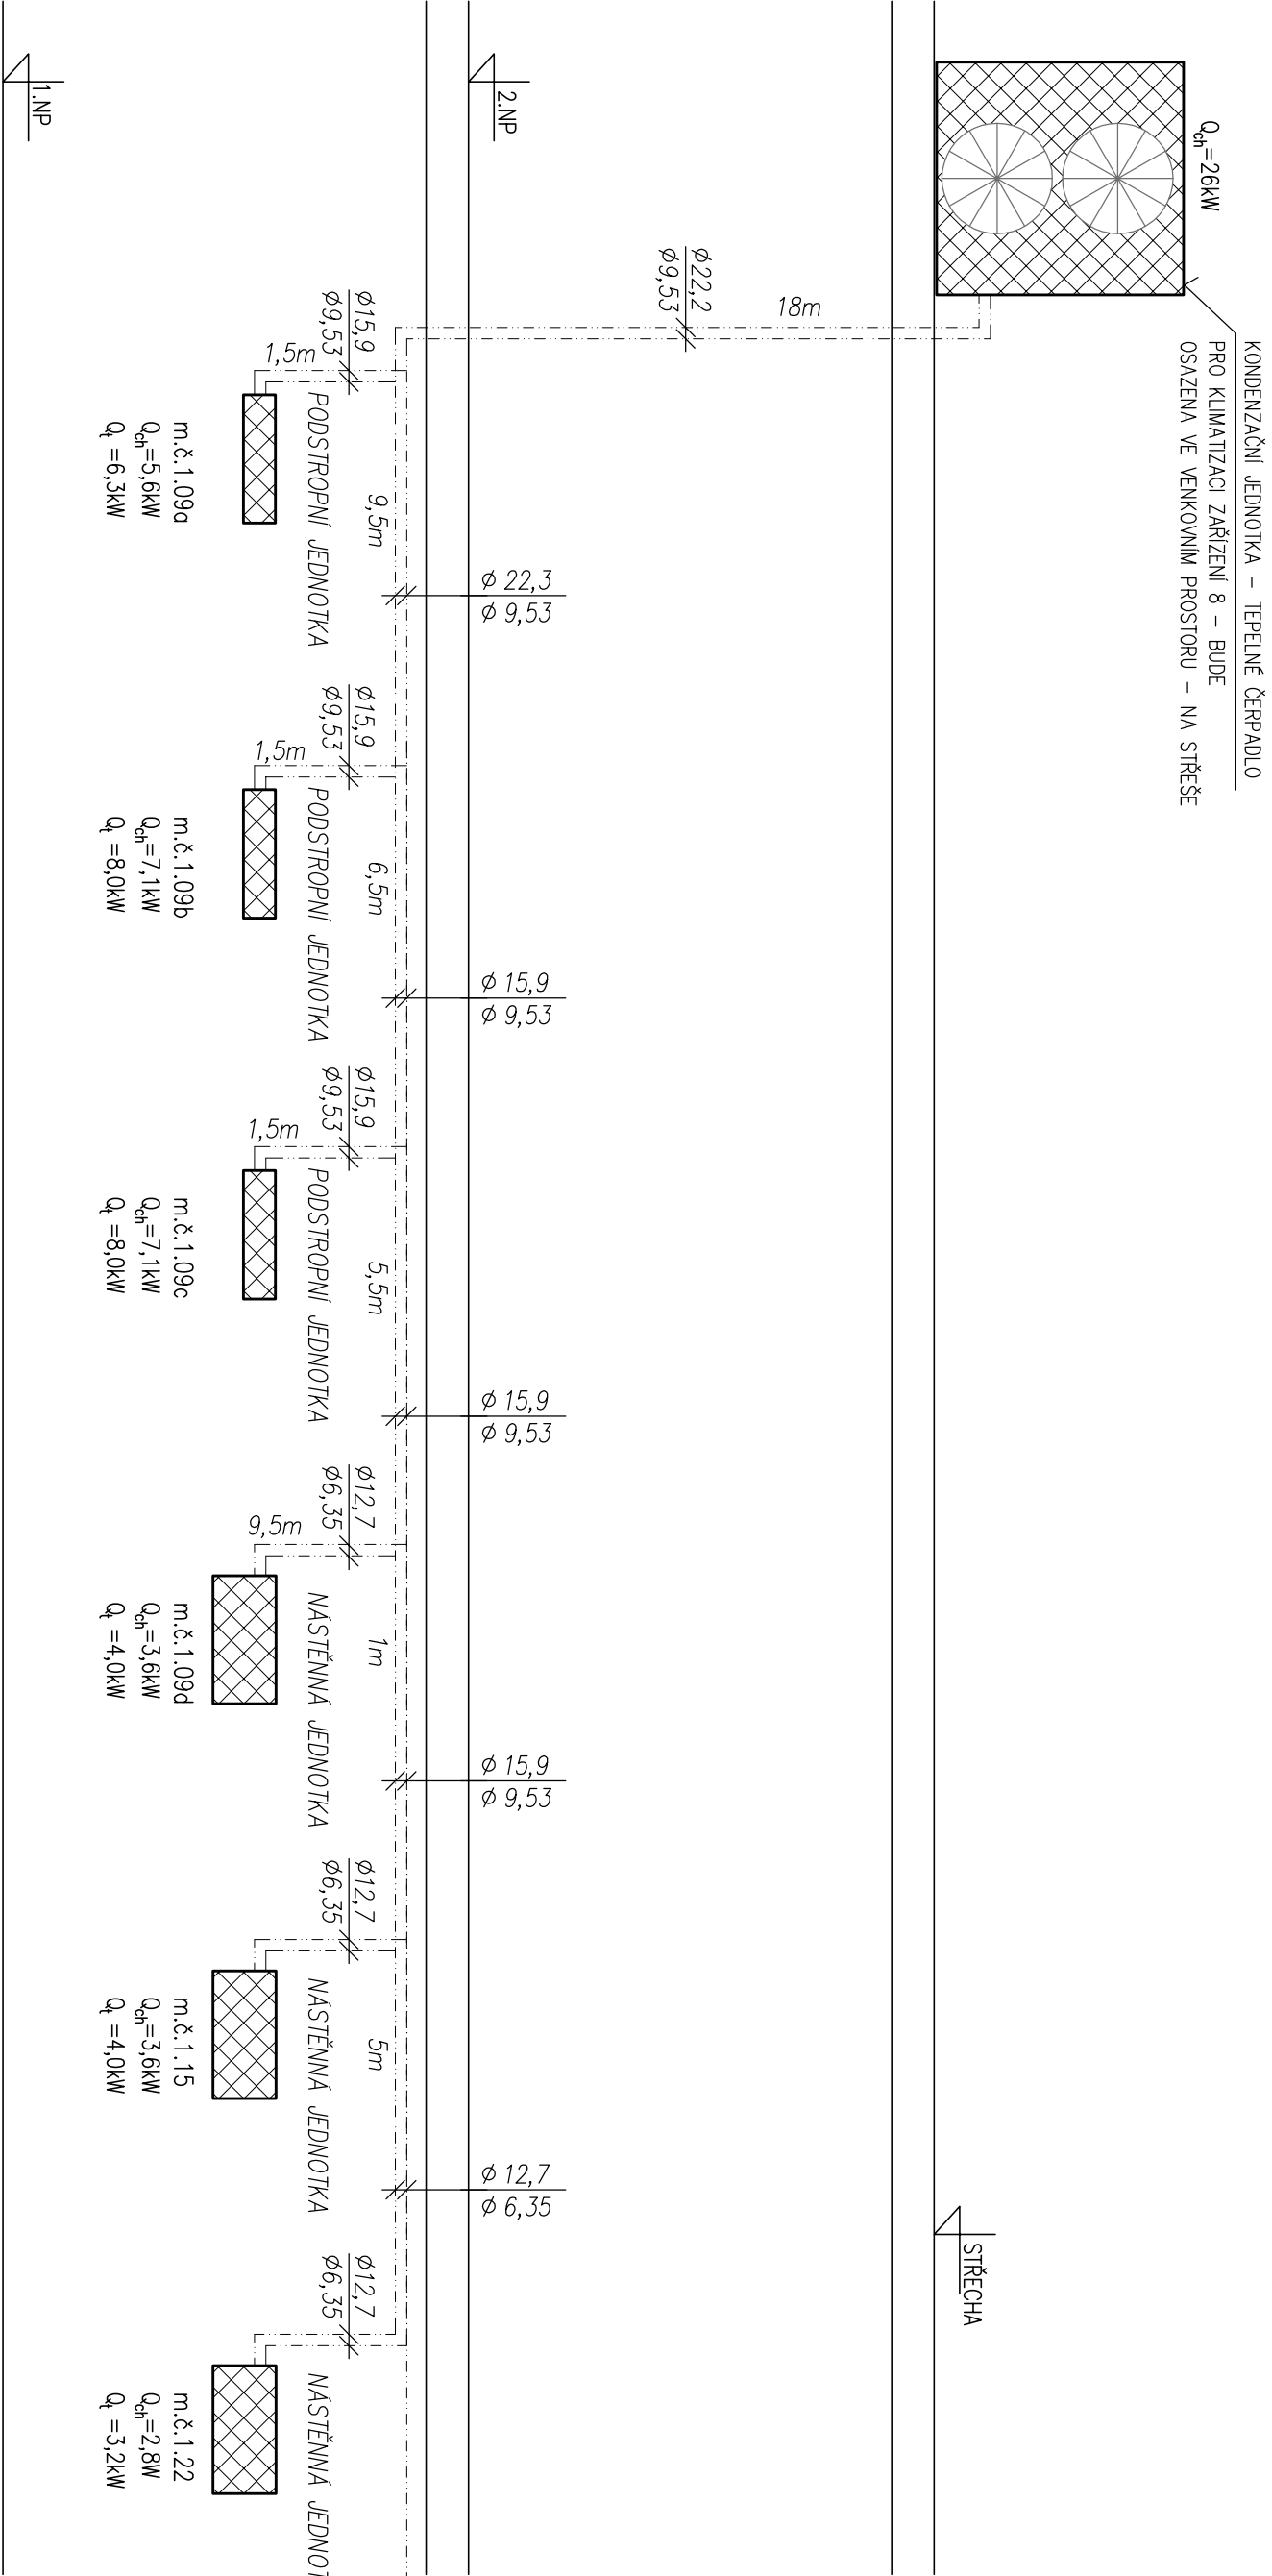 Qch=26kW
KONDENZAČNÍ JEDNOTKA - TEPELNÉ ČERPADLO
PRO KLIMATIZACI ZAŘÍZENÍ 8 - BUDE
OSAZENA VE VENKOVNÍM PROSTORU - NA STŘEŠE
STŘECHA
18m
Ø22,2
Ø9,53
2.NP
Ø 22,3
Ø 9,53
Ø 15,9
Ø 9,53
Ø 15,9
Ø 9,53
Ø 15,9
Ø 9,53
Ø 12,7
Ø 6,35
9,5m
6,5m
5,5m
1m
5m
Ø15,9
Ø9,53
1,5m
PODSTROPNÍ JEDNOTKA
m.č.1.09a
Qch=5,6kW
Qt =6,3kW
Ø15,9
Ø9,53
1,5m
PODSTROPNÍ JEDNOTKA
m.č.1.09b
Qch=7,1kW
Qt =8,0kW
Ø15,9
Ø9,53
1,5m
PODSTROPNÍ JEDNOTKA
m.č.1.09c
Qch=7,1kW
Qt =8,0kW
Ø12,7
Ø6,35
9,5m
NÁSTĚNNÁ JEDNOTKA
m.č.1.09d
Qch=3,6kW
Qt =4,0kW
Ø12,7
Ø6,35
NÁSTĚNNÁ JEDNOTKA
m.č.1.15
Qch=3,6kW
Qt =4,0kW
Ø12,7
Ø6,35
NÁSTĚNNÁ JEDNOT
m.č.1.22
Qch=2,8W
Qt =3,2kW
1.NP